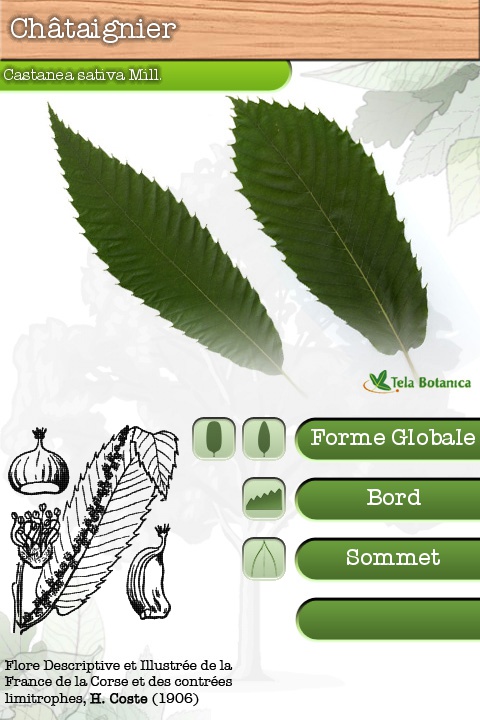 Châtaignier
Castanea sativa Mill.
Tela Botanica
Forme Globale
Bord
Sommet
Flore Descriptive et Illustrée de la
France de la Corse et des contrées
limitrophes, H. Coste (1906)